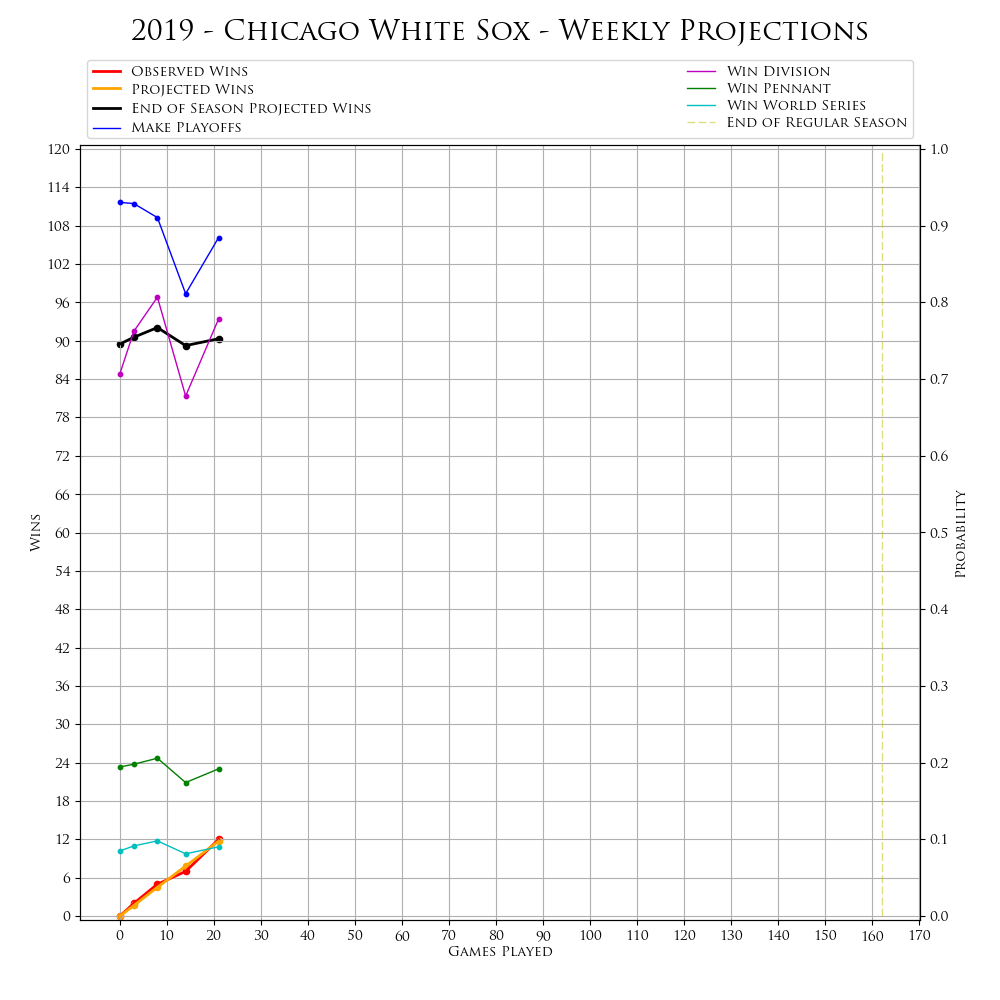 2019 - Chicago White Sox - Weekly Projections
Observed Wins
Projected Wins
End of Season Projected Wins
Make Playoffs
Win Division
Win Pennant
Win World Series
End of Regular Season
120
114
108
102
96
90
84
78
72
66
60
54
48
42
36
30
24
18
12
6
0
Wins
1.0
0.9
0.8
0.7
0.6
0.5
0.4
0.3
0.2
0.1
0.0
Probability
0 10 20 30 40 50 60 70 80 90 100 110 120 130 140 150 160 170
Games Played